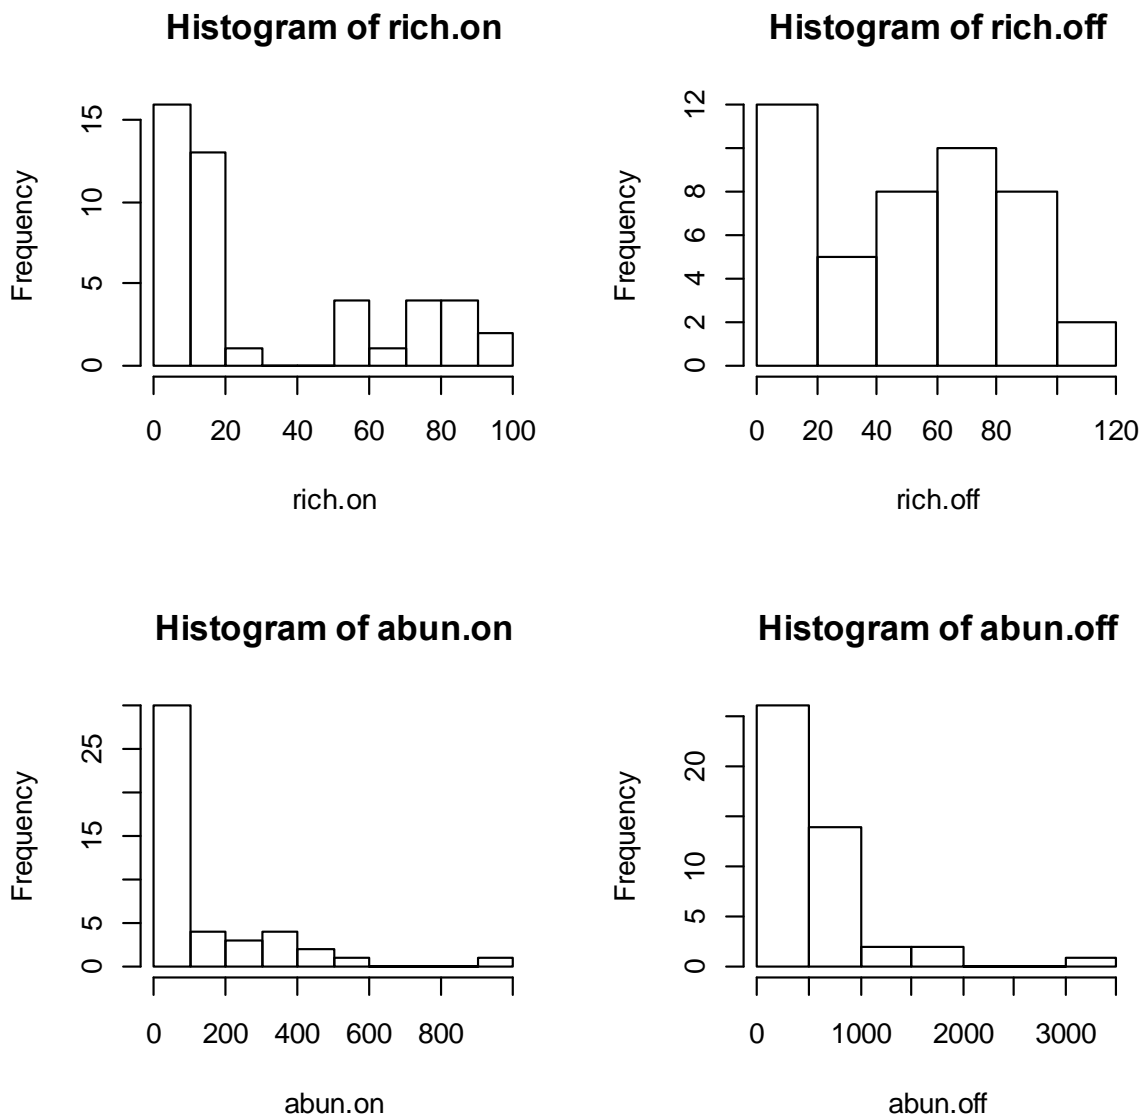 Histogram of rich.on
Frequency
15
10
5
0
0 20 40 60 80 100
rich.on
Histogram of rich.off
Frequency
12
8
6
4
2
0
0 20 40 60 80 120
rich.off
Histogram of abun.on
Frequency
25
15
5
0
0 200 400 600 800
abun.on
Histogram of abun.off
Frequency
20
10
5
0
0 1000 2000 3000
abun.off